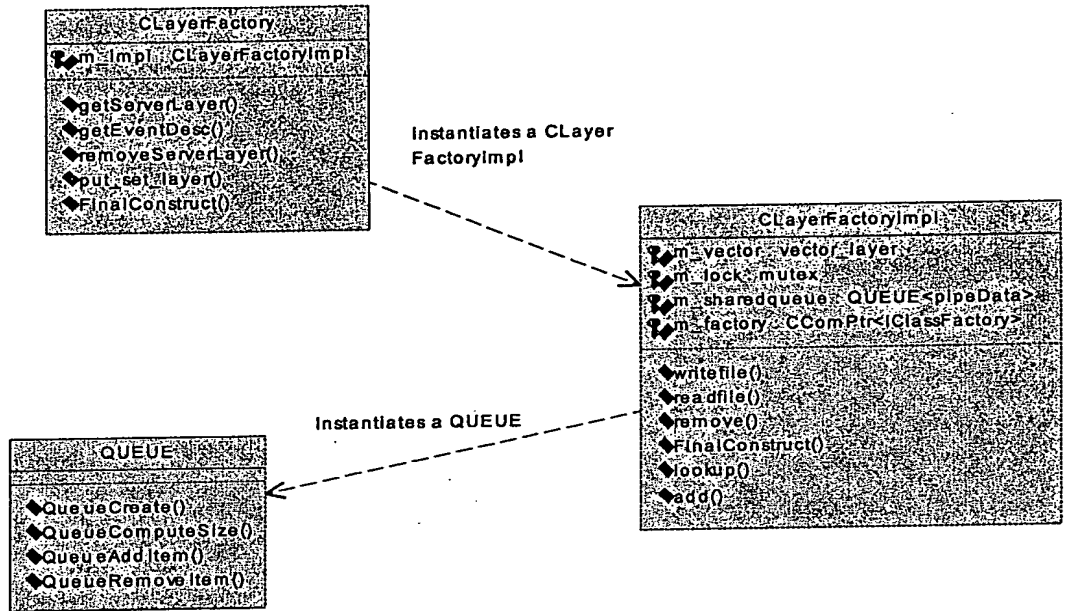 CLayerFactory
m_impl : CLayerFactoryImpl
getServerLayer()
getEventDesc()
removeServerLayer()
put_set_layer()
FinalConstruct()
Instantiates a CLayer
FactoryImpl
CLayerFactoryImpl
m_vector : vector_layer
m_lock : mutex
m_sharedqueue : QUEUE<pipeData>
m_factory : CComPtr<IClassFactory>
writefile()
readfile()
remove()
FinalConstruct()
lookup()
add()
Instantiates a QUEUE
QUEUE
QueueCreate()
QueueComputeSize()
QueueAddItem()
QueueRemoveItem()